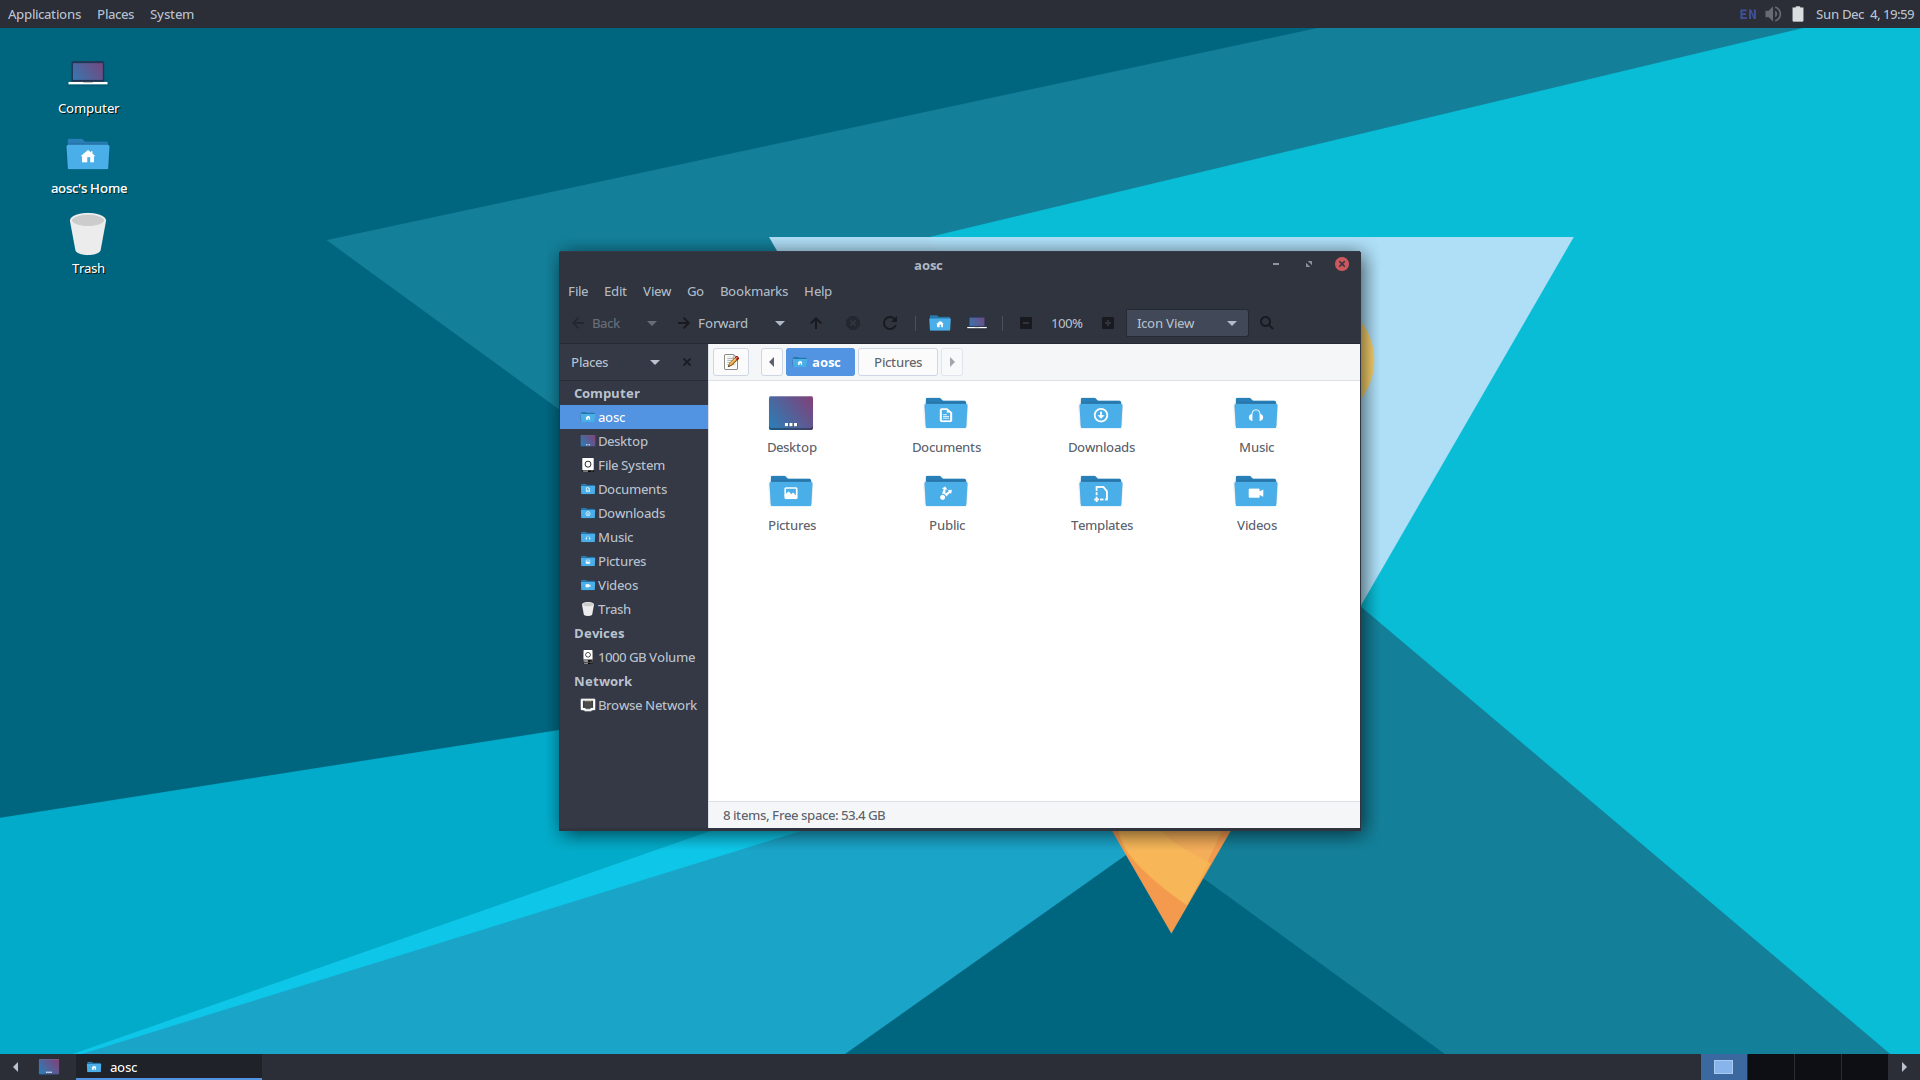 Applications Places System
EN Sun Dec 4, 19:59
Computer
aosc's Home
Trash
aosc
File Edit View Go Bookmarks Help
Back Forward 100% Icon View
Places
aosc Pictures
Computer
aosc
Desktop
File System
Documents
Downloads
Music
Pictures
Videos
Trash
Devices
1000 GB Volume
Network
Browse Network
Desktop Documents Downloads Music
Pictures Public Templates Videos
8 items, Free space: 53.4 GB
aosc